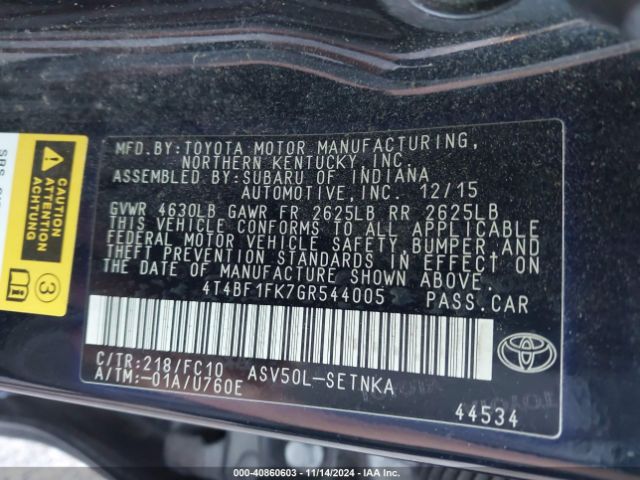 MFD.BY: TOYOTA MOTOR MANUFACTURING,
NORTHERN KENTUCKY, INC.
ASSEMBLED BY: SUBARU OF INDIANA
AUTOMOTIVE, INC. 12/15
GVWR 4630LB GAWR FR 2625LB RR 2625LB
THIS VEHICLE CONFORMS TO ALL APPLICABLE
FEDERAL MOTOR VEHICLE SAFETY, BUMPER, AND
THEFT PREVENTION STANDARDS IN EFFECT ON
THE DATE OF MANUFACTURE SHOWN ABOVE.
4T4BF1FK7GR544005 PASS.CAR
C/TR: 218/FC10 ASV50L-SETNKA
A/TM: -01A/U760E
44534
CAUTION
ATTENTION
ACHTUNG
3
SRS
000-40860603 • 11/14/2024 • IAA Inc.